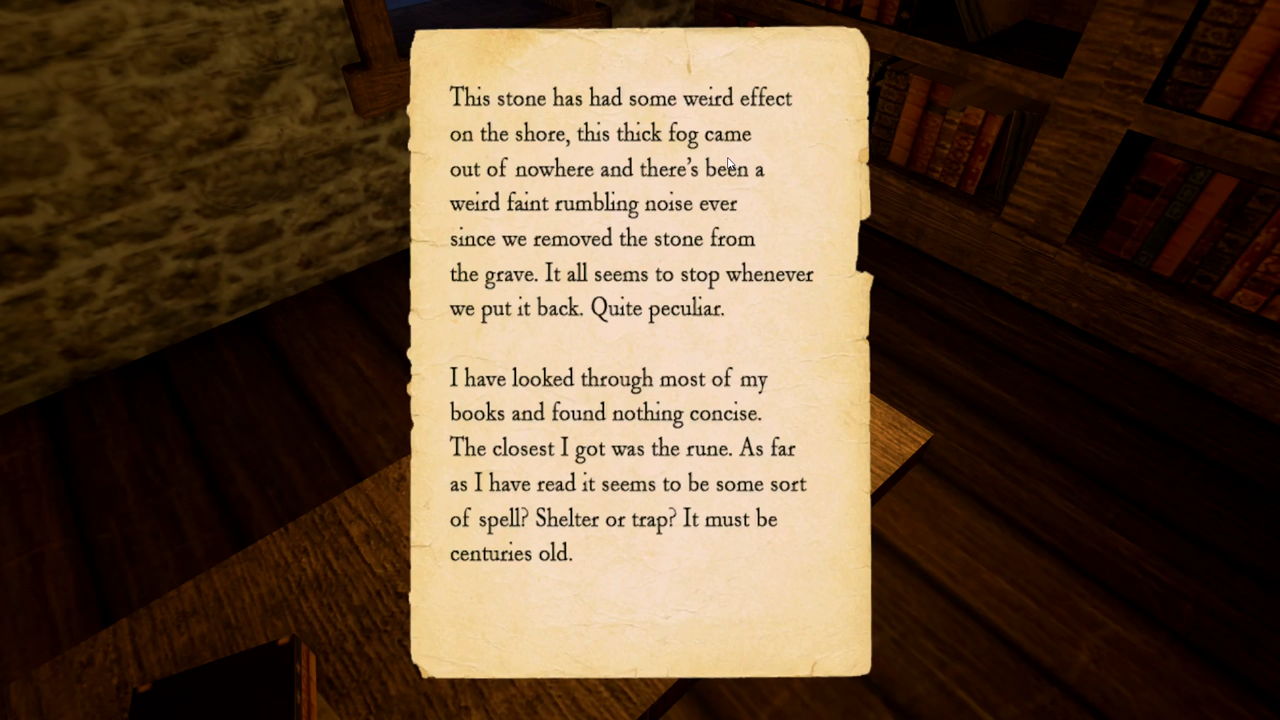 This stone has had some weird effect
on the shore, this thick fog came
out of nowhere and there's been a
weird faint rumbling noise ever
since we removed the stone from
the grave. It all seems to stop whenever
we put it back. Quite peculiar.
I have looked through most of my
books and found nothing concise.
The closest I got was the rune. As far
as I have read it seems to be some sort
of spell? Shelter or trap? It must be
centuries old.